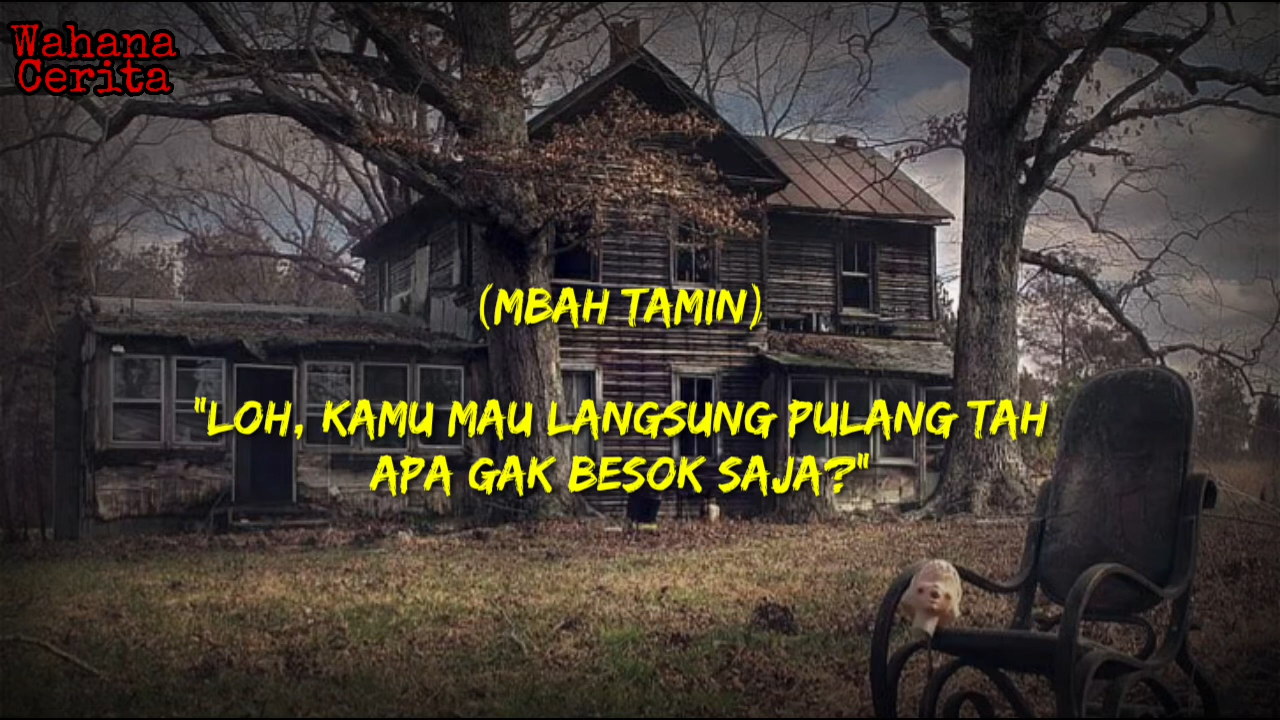 Wahana
Cerita
(MBAH TAMIN)
"LOH, KAMU MAU LANGSUNG PULANG TAH
APA GAK BESOK SAJA?"